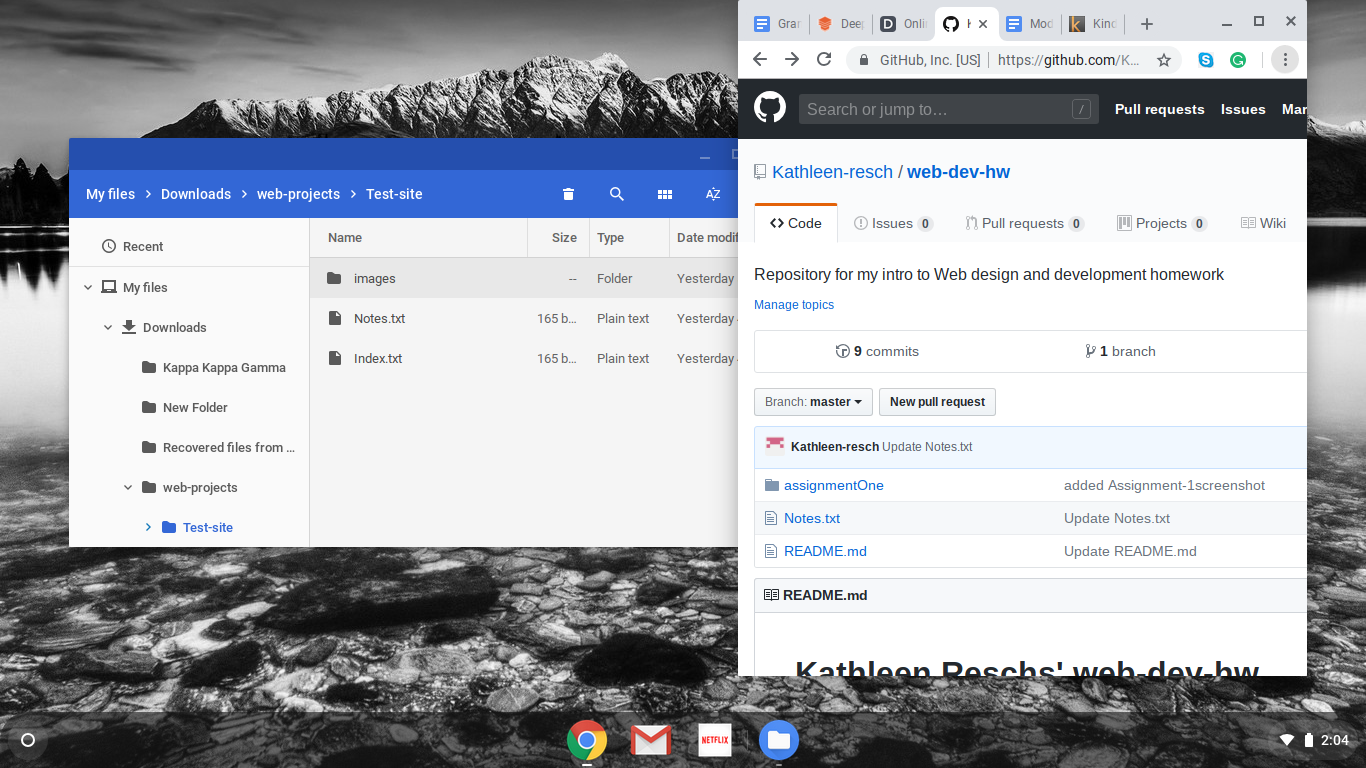 My files > Downloads > web-projects > Test-site
AZ
Recent
My files
Downloads
Kappa Kappa Gamma
New Folder
Recovered files from ...
web-projects
Test-site
Name Size Type Date modif
images -- Folder Yesterday
Notes.txt 165 b... Plain text Yesterday
Index.txt 165 b... Plain text Yesterday
Gran Deep Onlin K Mod Kind
GitHub, Inc. [US] https://github.com/K...
Search or jump to… / Pull requests Issues Mar
Kathleen-resch / web-dev-hw
Code Issues 0 Pull requests 0 Projects 0 Wiki
Repository for my intro to Web design and development homework
Manage topics
9 commits 1 branch
Branch: master New pull request
Kathleen-resch Update Notes.txt
assignmentOne added Assignment-1screenshot
Notes.txt Update Notes.txt
README.md Update README.md
README.md
Kathleen Reschs' web-dev-hw
NETFLIX
2:04